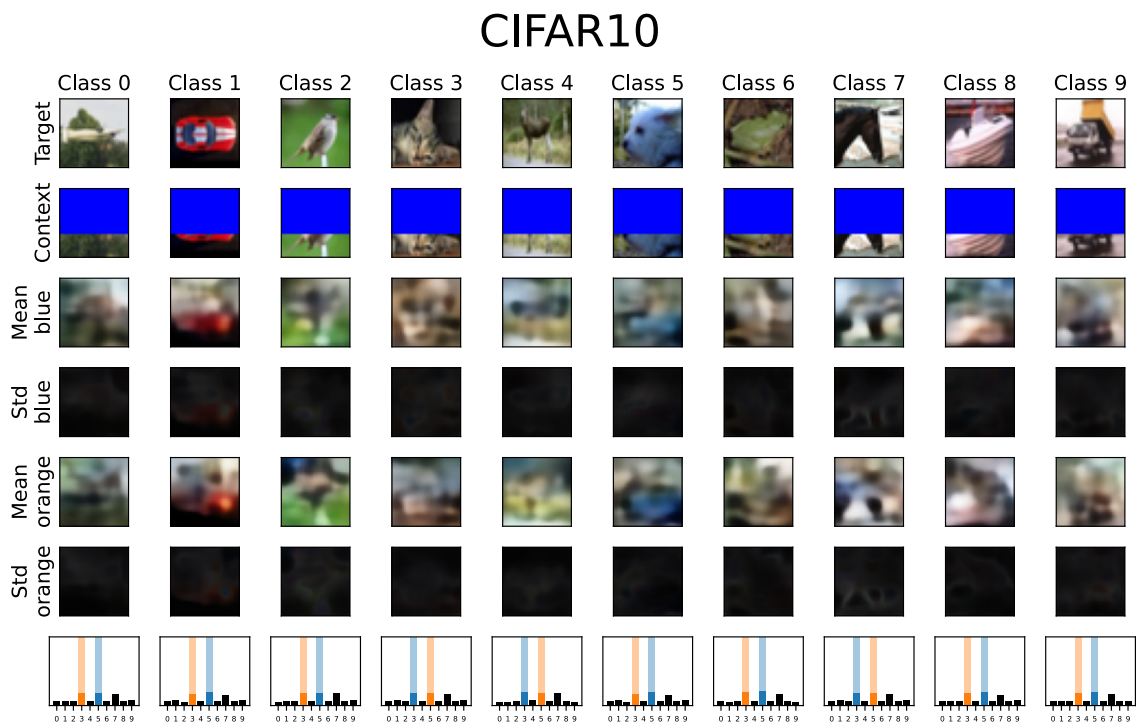 CIFAR10
Class 0 Class 1 Class 2 Class 3 Class 4 Class 5 Class 6 Class 7 Class 8 Class 9
Target
Context
Mean
blue
Std
blue
Mean
orange
Std
orange
0 1 2 3 4 5 6 7 8 9 0 1 2 3 4 5 6 7 8 9 0 1 2 3 4 5 6 7 8 9 0 1 2 3 4 5 6 7 8 9 0 1 2 3 4 5 6 7 8 9 0 1 2 3 4 5 6 7 8 9 0 1 2 3 4 5 6 7 8 9 0 1 2 3 4 5 6 7 8 9 0 1 2 3 4 5 6 7 8 9 0 1 2 3 4 5 6 7 8 9